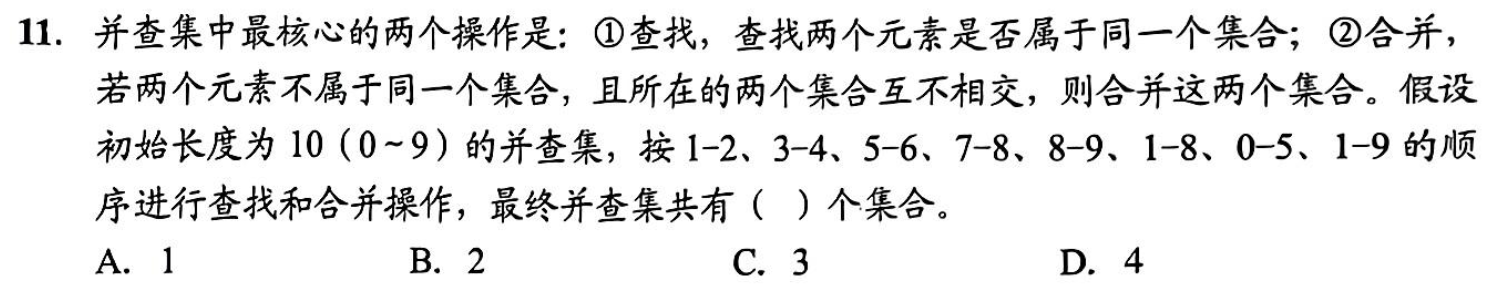 11. 并查集中最核心的两个操作是：①查找，查找两个元素是否属于同一个集合；②合并，
若两个元素不属于同一个集合，且所在的两个集合互不相交，则合并这两个集合。假设
初始长度为 10（0~9）的并查集，按 1-2、3-4、5-6、7-8、8-9、1-8、0-5、1-9 的顺
序进行查找和合并操作，最终并查集共有（ ）个集合。
A. 1 B. 2 C. 3 D. 4